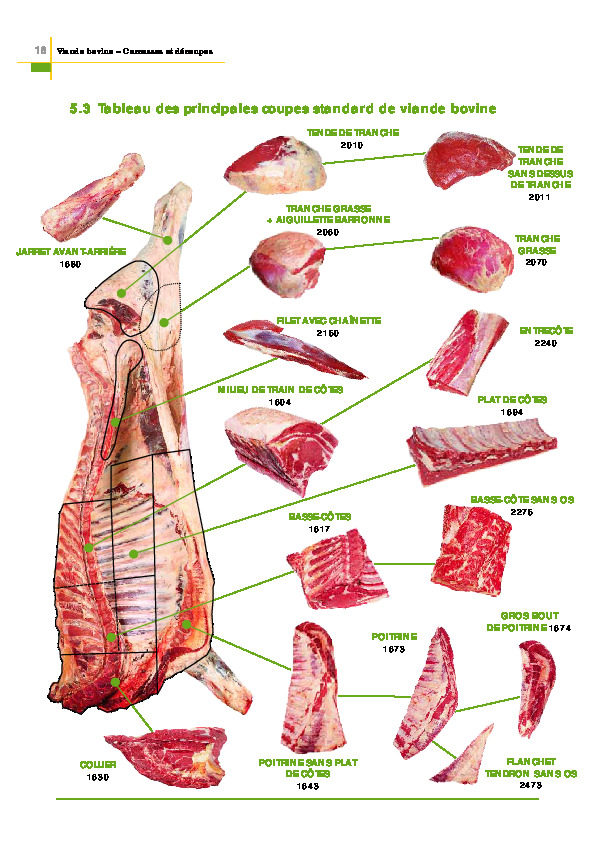 18 Viande bovine – Carcasses et découpes
5.3 Tableau des principales coupes standard de viande bovine
TENDE DE TRANCHE
2010
TENDE DE
TRANCHE
SANS DESSUS
DE TRANCHE
2011
JARRET AVANT-ARRIÈRE
1660
TRANCHE GRASSE
+ AIGUILLETTE BARRONNE
2060
TRANCHE
GRASSE
2070
FILET AVEC CHAÎNETTE
2150
ENTRECÔTE
2240
MILIEU DE TRAIN DE CÔTES
1604
PLAT DE CÔTES
1694
BASSE-CÔTES
1617
BASSE-CÔTE SANS OS
2275
POITRINE
1673
GROS BOUT
DE POITRINE 1674
COLLIER
1630
POITRINE SANS PLAT
DE CÔTES
1643
FLANCHET
TENDRON SANS OS
2473